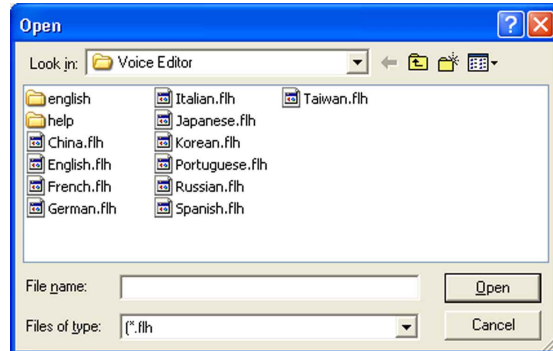 Open
Look in: Voice Editor
english
help
China.flh
English.flh
French.flh
German.flh
Italian.flh
Japanese.flh
Korean.flh
Portuguese.flh
Russian.flh
Spanish.flh
Taiwan.flh
File name:
Open
Files of type: (*.flh
Cancel